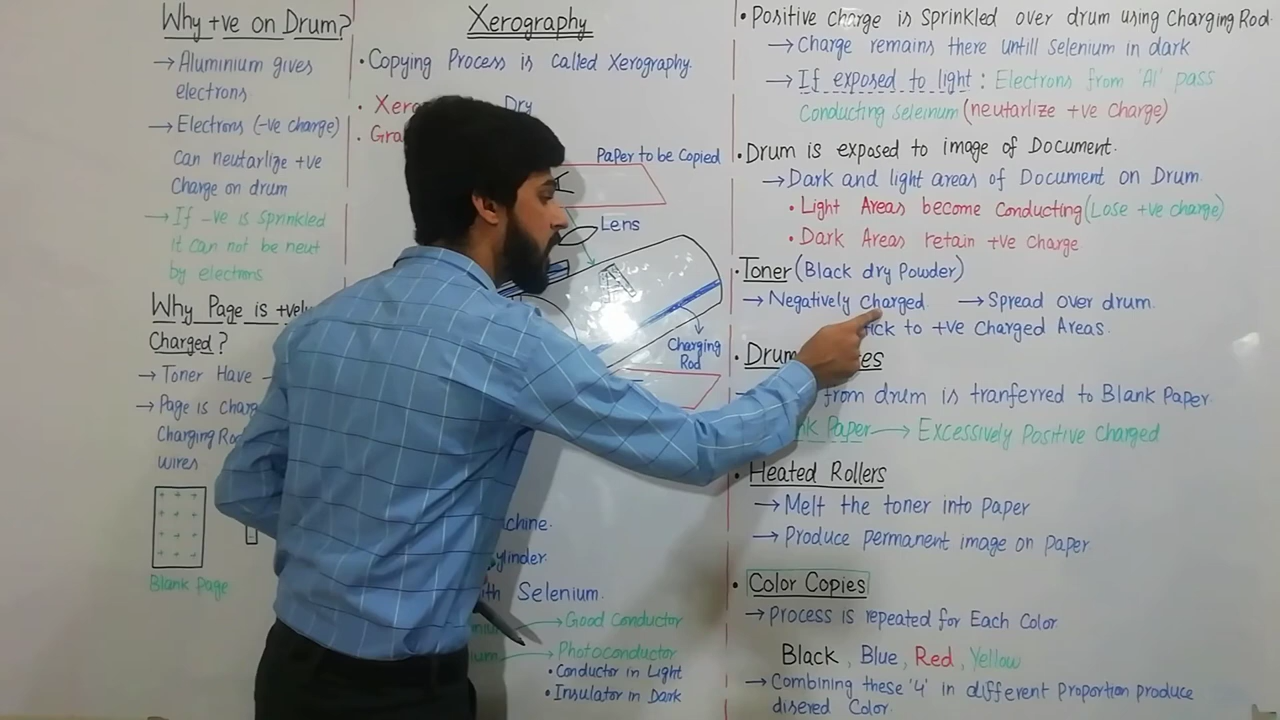 Why +ve on Drum?
→ Aluminium gives
electrons
→ Electrons (-ve charge)
can neutarlize +ve
Charge on drum
→ If -ve is sprinkled
it can not be neut
by electrons
Why Page is +vely
Charged?
→ Toner Have -
→ Page is Charg
Charging Ro
wires
Blank Page
Xerography
• Copying Process is called Xerography.
• Xero
Dry
• Gra
Paper to be Copied
Lens
A
Charging
Rod
chine.
ylinder
ith Selenium.
→ Good Conductor
→ Photoconductor
• Conductor in Light
• Insulator in Dark
• Positive charge is sprinkled over drum using Charging Rod.
→ Charge remains there untill selenium in dark
→ If exposed to light : Electrons from 'Al' pass
Conducting seleinum (neutarlize +ve Charge)
• Drum is exposed to image of Document.
→ Dark and light areas of Document on Drum.
• Light Areas become Conducting (Lose +ve charge)
• Dark Areas retain +ve Charge
• Toner (Black dry Powder)
→ Negatively Charged → Spread over drum.
ick to +ve Charged Areas.
• Drum es
from drum is tranferred to Blank Paper.
nk Paper → Excessively Positive Charged
• Heated Rollers
→ Melt the toner into Paper
→ Produce permanent image on paper
• Color Copies
→ Process is repeated for Each Color
Black, Blue, Red, Yellow
→ Combining these '4' in different Proportion produce
disered Color.